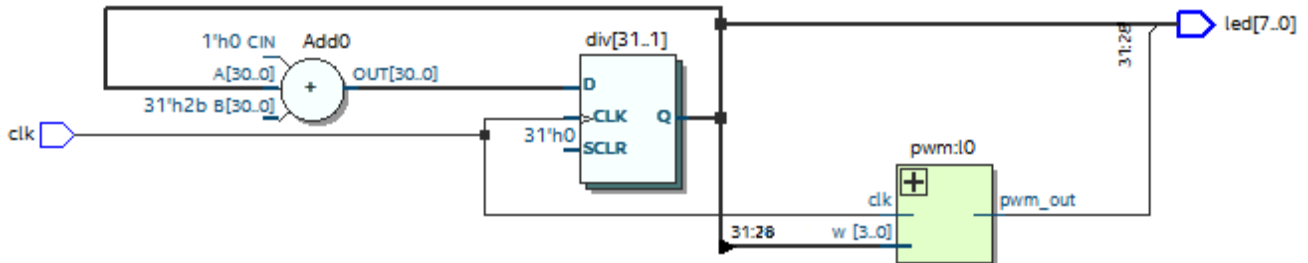 1'h0 CIN
Add0
A[30..0]
OUT[30..0]
31'h2b B[30..0]
clk
div[31..1]
D
CLK
Q
31'h0
SCLR
31:28
led[7..0]
pwm:l0
clk
pwm_out
31:28
w [3..0]